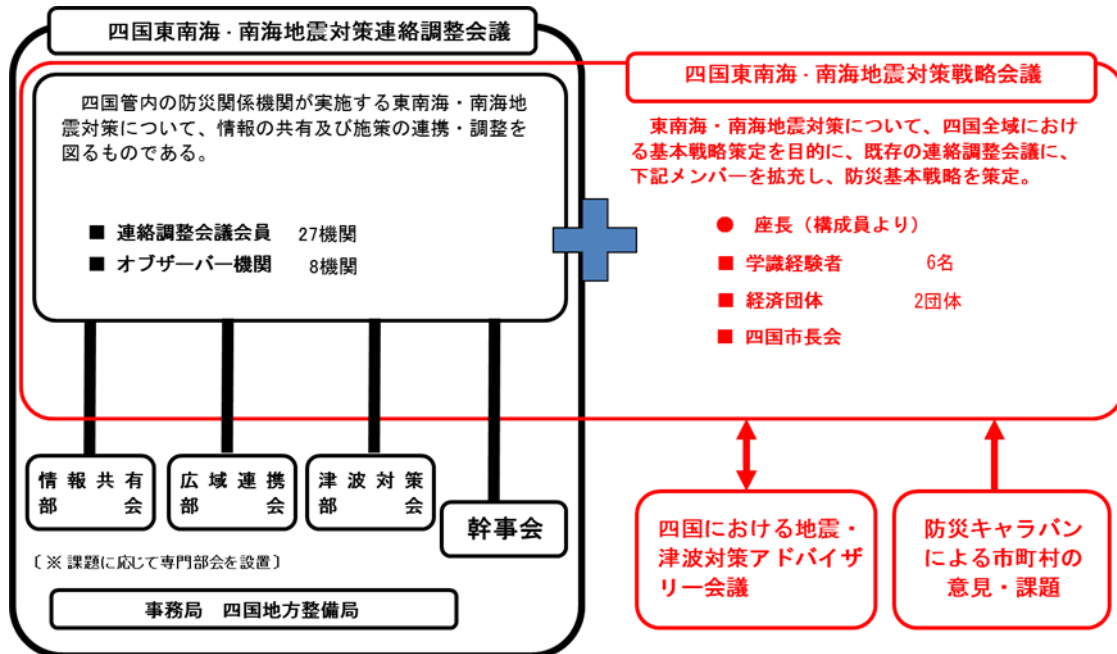 四国東南海・南海地震対策連絡調整会議
四国管内の防災関係機関が実施する東南海・南海地
震対策について、情報の共有及び施策の連携・調整を
図るものである。
■ 連絡調整会議会員 27機関
■ オブザーバー機関 8機関
四国東南海・南海地震対策戦略会議
東南海・南海地震対策について、四国全域におけ
る基本戦略策定を目的に、既存の連絡調整会議に、
下記メンバーを拡充し、防災基本戦略を策定。
● 座長（構成員より）
■ 学識経験者 6名
■ 経済団体 2団体
■ 四国市長会
情報共有
部会
広域連携
部会
津波対策
部会
幹事会
〔※課題に応じて専門部会を設置〕
事務局 四国地方整備局
四国における地震・
津波対策アドバイザ
リー会議
防災キャラバン
による市町村の
意見・課題